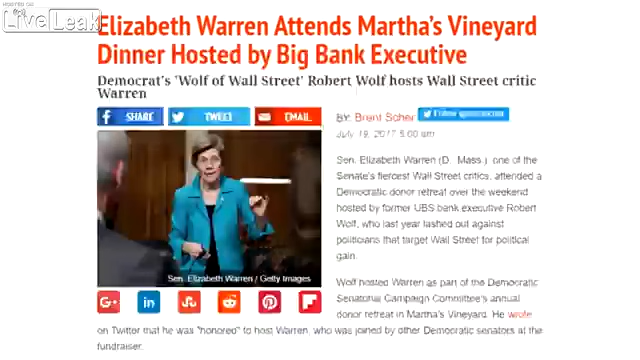 LiveLeak
Elizabeth Warren Attends Martha's Vineyard
Dinner Hosted by Big Bank Executive
Democrat's 'Wolf of Wall Street' Robert Wolf hosts Wall Street critic
Warren
SHARE TWEET EMAIL
BY: Brent Scher Follow
July 19, 2017 5:00 am
Sen. Elizabeth Warren (D., Mass.), one of the
Senate's fiercest Wall Street critics, attended a
Democratic donor retreat over the weekend
hosted by former UBS bank executive Robert
Wolf, who last year lashed out against
politicians that target Wall Street for political
gain.
Sen. Elizabeth Warren / Getty Images
Wolf hosted Warren as part of the Democratic
Senatorial Campaign Committee's annual
donor retreat in Martha's Vineyard. He wrote
on Twitter that he was "honored" to host Warren, who was joined by other Democratic senators at the
fundraiser.